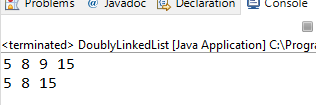 Problems @ Javadoc Declaration Console
<terminated> DoublyLinkedList [Java Application] C:\Progra
5 8 9 15
5 8 15